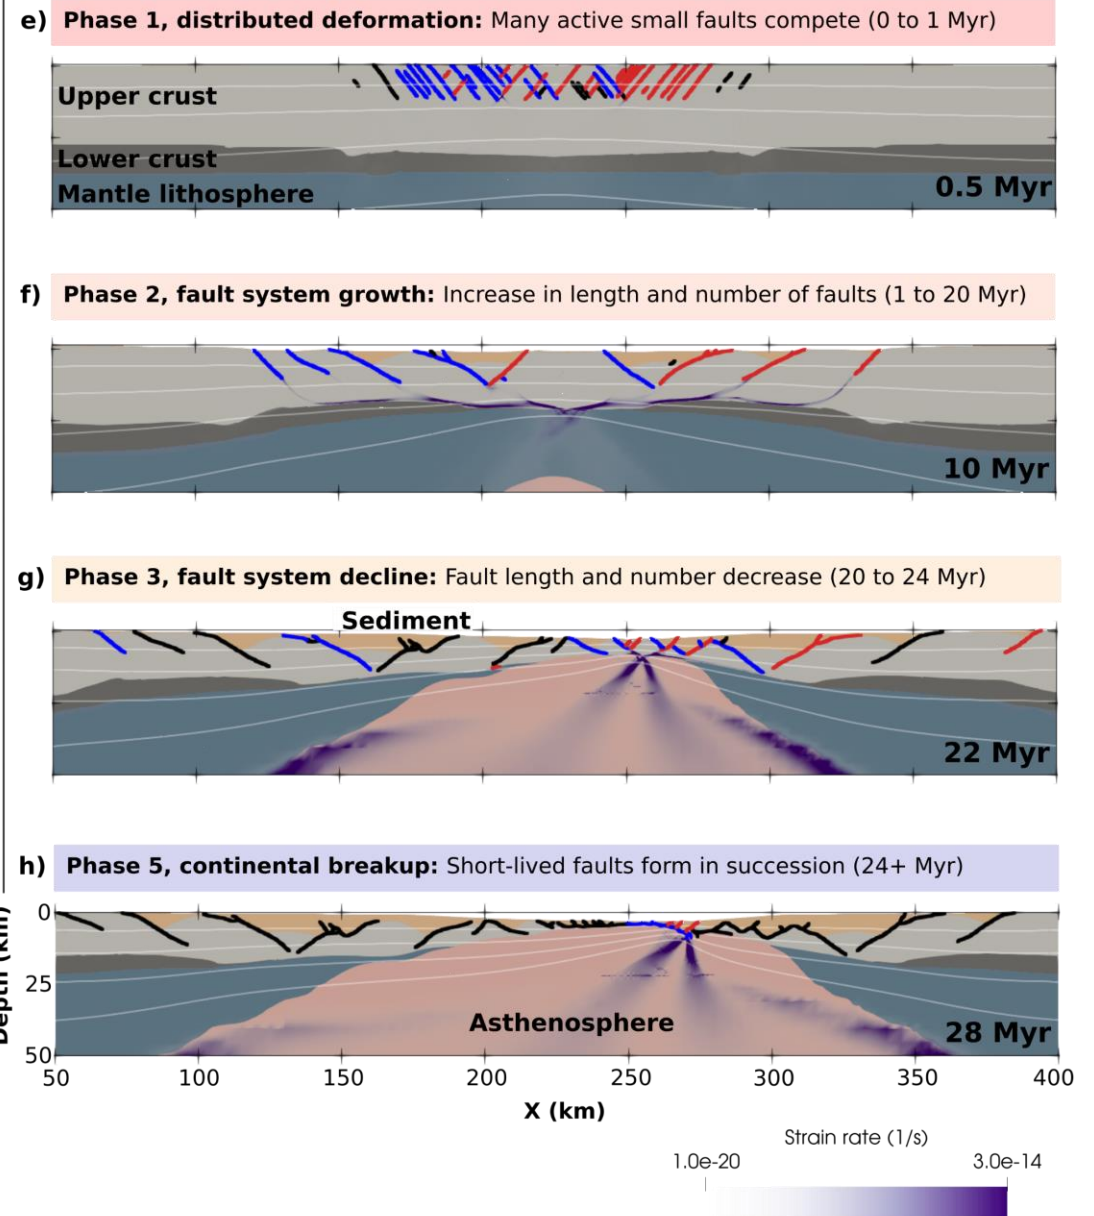 e) Phase 1, distributed deformation: Many active small faults compete (0 to 1 Myr)
Upper crust
Lower crust
Mantle lithosphere
0.5 Myr
f) Phase 2, fault system growth: Increase in length and number of faults (1 to 20 Myr)
10 Myr
g) Phase 3, fault system decline: Fault length and number decrease (20 to 24 Myr)
Sediment
22 Myr
h) Phase 5, continental breakup: Short-lived faults form in succession (24+ Myr)
0
25
50
Depth (km)
Asthenosphere
28 Myr
50 100 150 200 250 300 350 400
X (km)
Strain rate (1/s)
1.0e-20 3.0e-14